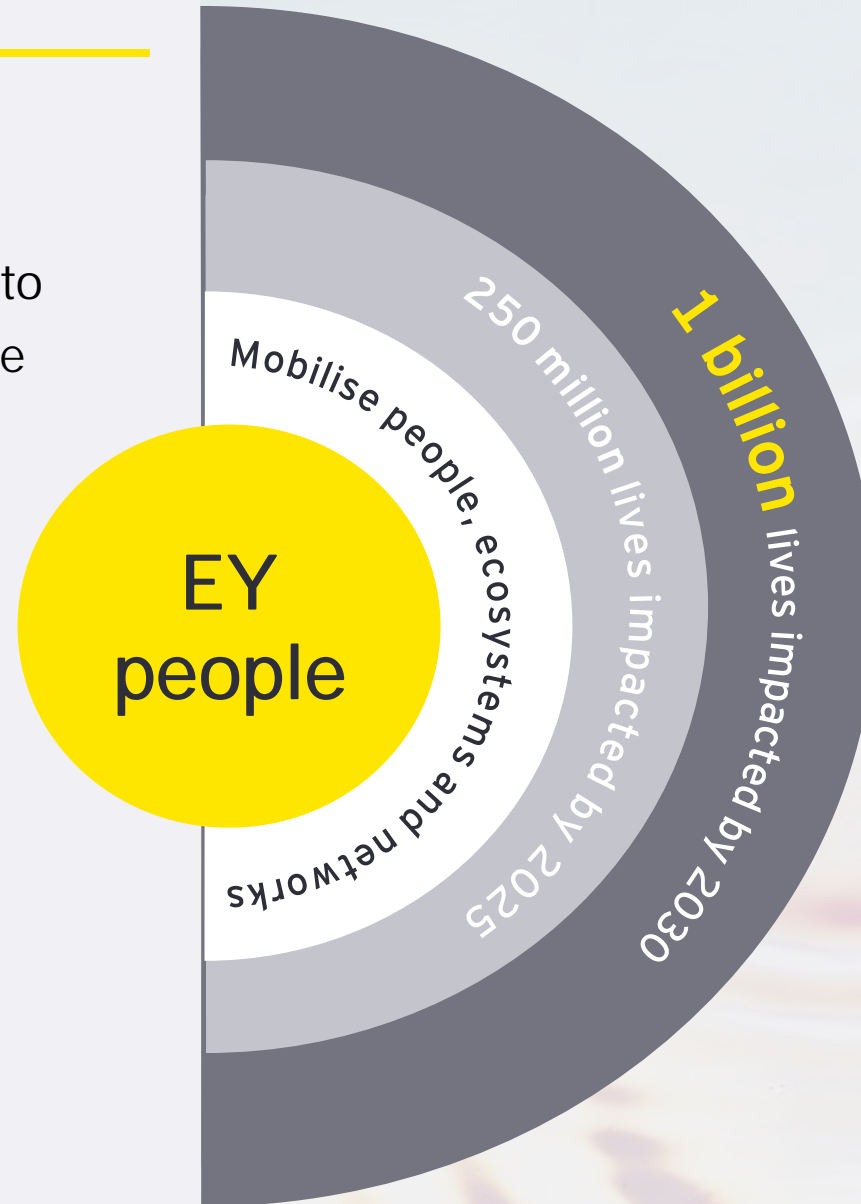 to
e
EY
people
Mobilise people, ecosystems and networks
250 million lives impacted by 2025
1 billion lives impacted by 2030